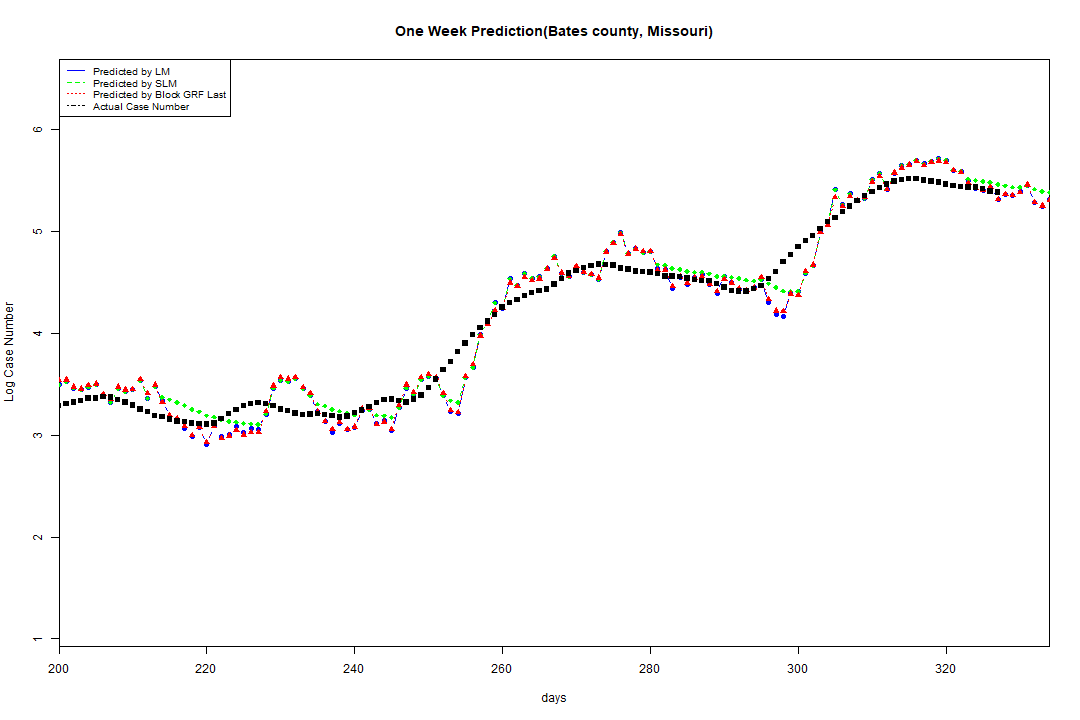 One Week Prediction(Bates county, Missouri)
Predicted by LM
Predicted by SLM
Predicted by Block GRF Last
Actual Case Number
6
5
4
3
2
1
Log Case Number
200 220 240 260 280 300 320
days